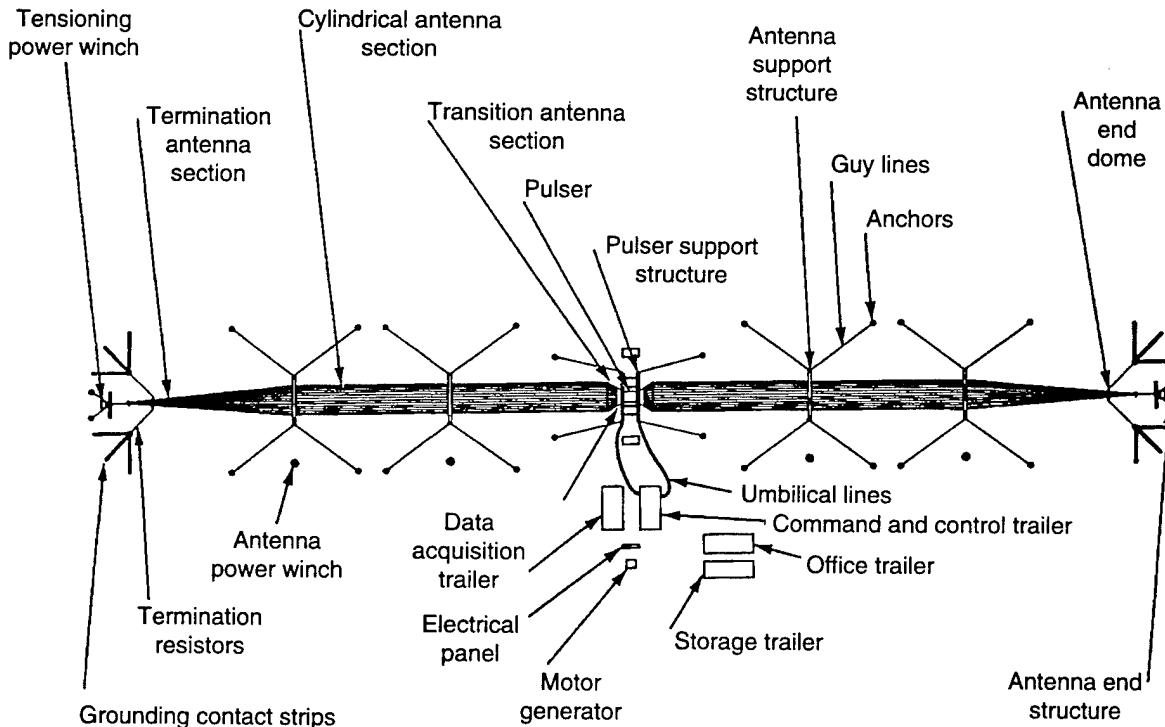 Tensioning
power winch
Cylindrical antenna
section
Antenna
support
structure
Antenna
end
dome
Termination
antenna
section
Transition antenna
section
Pulser
Guy lines
Anchors
Pulser support
structure
Umbilical lines
Command and control trailer
Data
acquisition
trailer
Office trailer
Antenna
power winch
Termination
resistors
Electrical
panel
Storage trailer
Motor
generator
Antenna end
structure
Grounding contact strips